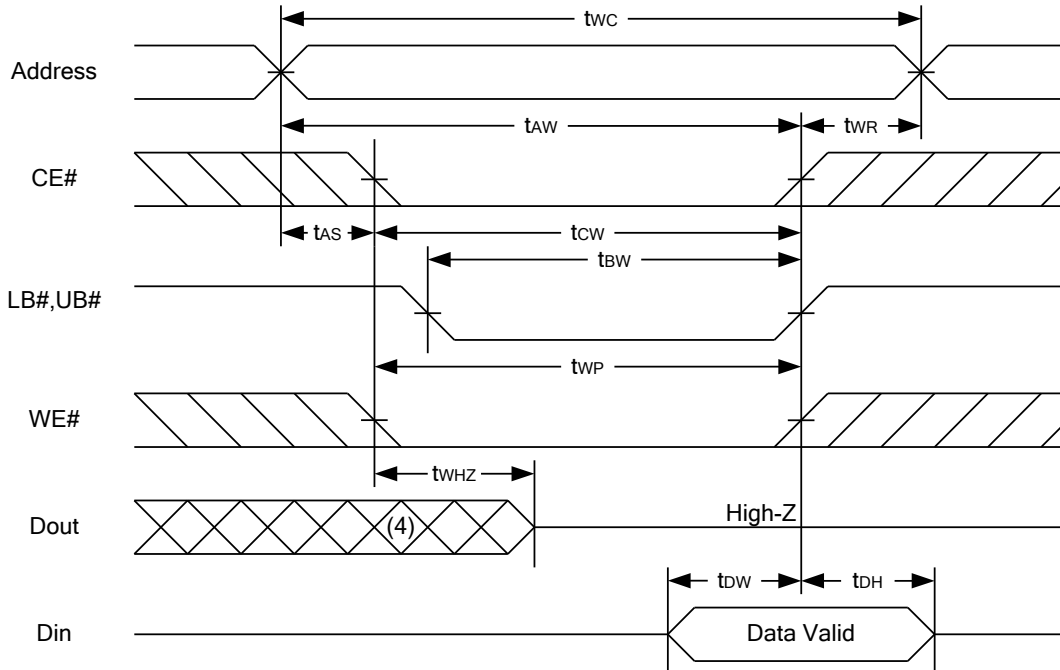 tWC
Address
tAW
tWR
CE#
tAS
tCW
tBW
LB#,UB#
tWP
WE#
tWHZ
Dout
(4)
High-Z
tDW
tDH
Din
Data Valid